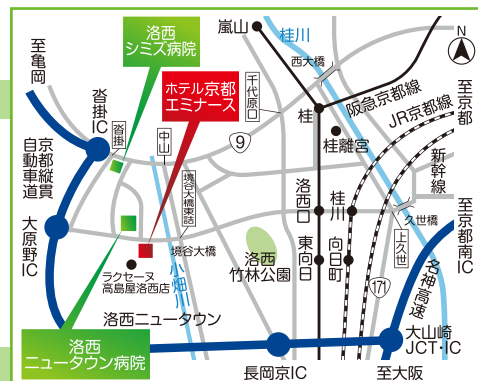 洛西
シミズ病院
ホテル京都
エミナース
嵐山
桂川
西大橋
N
至亀岡
沓掛
IC
沓掛
中山
千代原口
9
桂
阪急京都線
JR京都線
至京都
桂離宮
新幹線
京都縦貫
自動車道
大原野
IC
境谷大橋東詰
境谷大橋
洛西口
桂川
久世橋
上久世
至京都南IC
ラクセーヌ
高島屋洛西店
小畑川
洛西
竹林公園
東向日
向日町
171
名神高速
洛西ニュータウン
洛西
ニュータウン病院
大山崎
JCT・IC
長岡京IC
至大阪